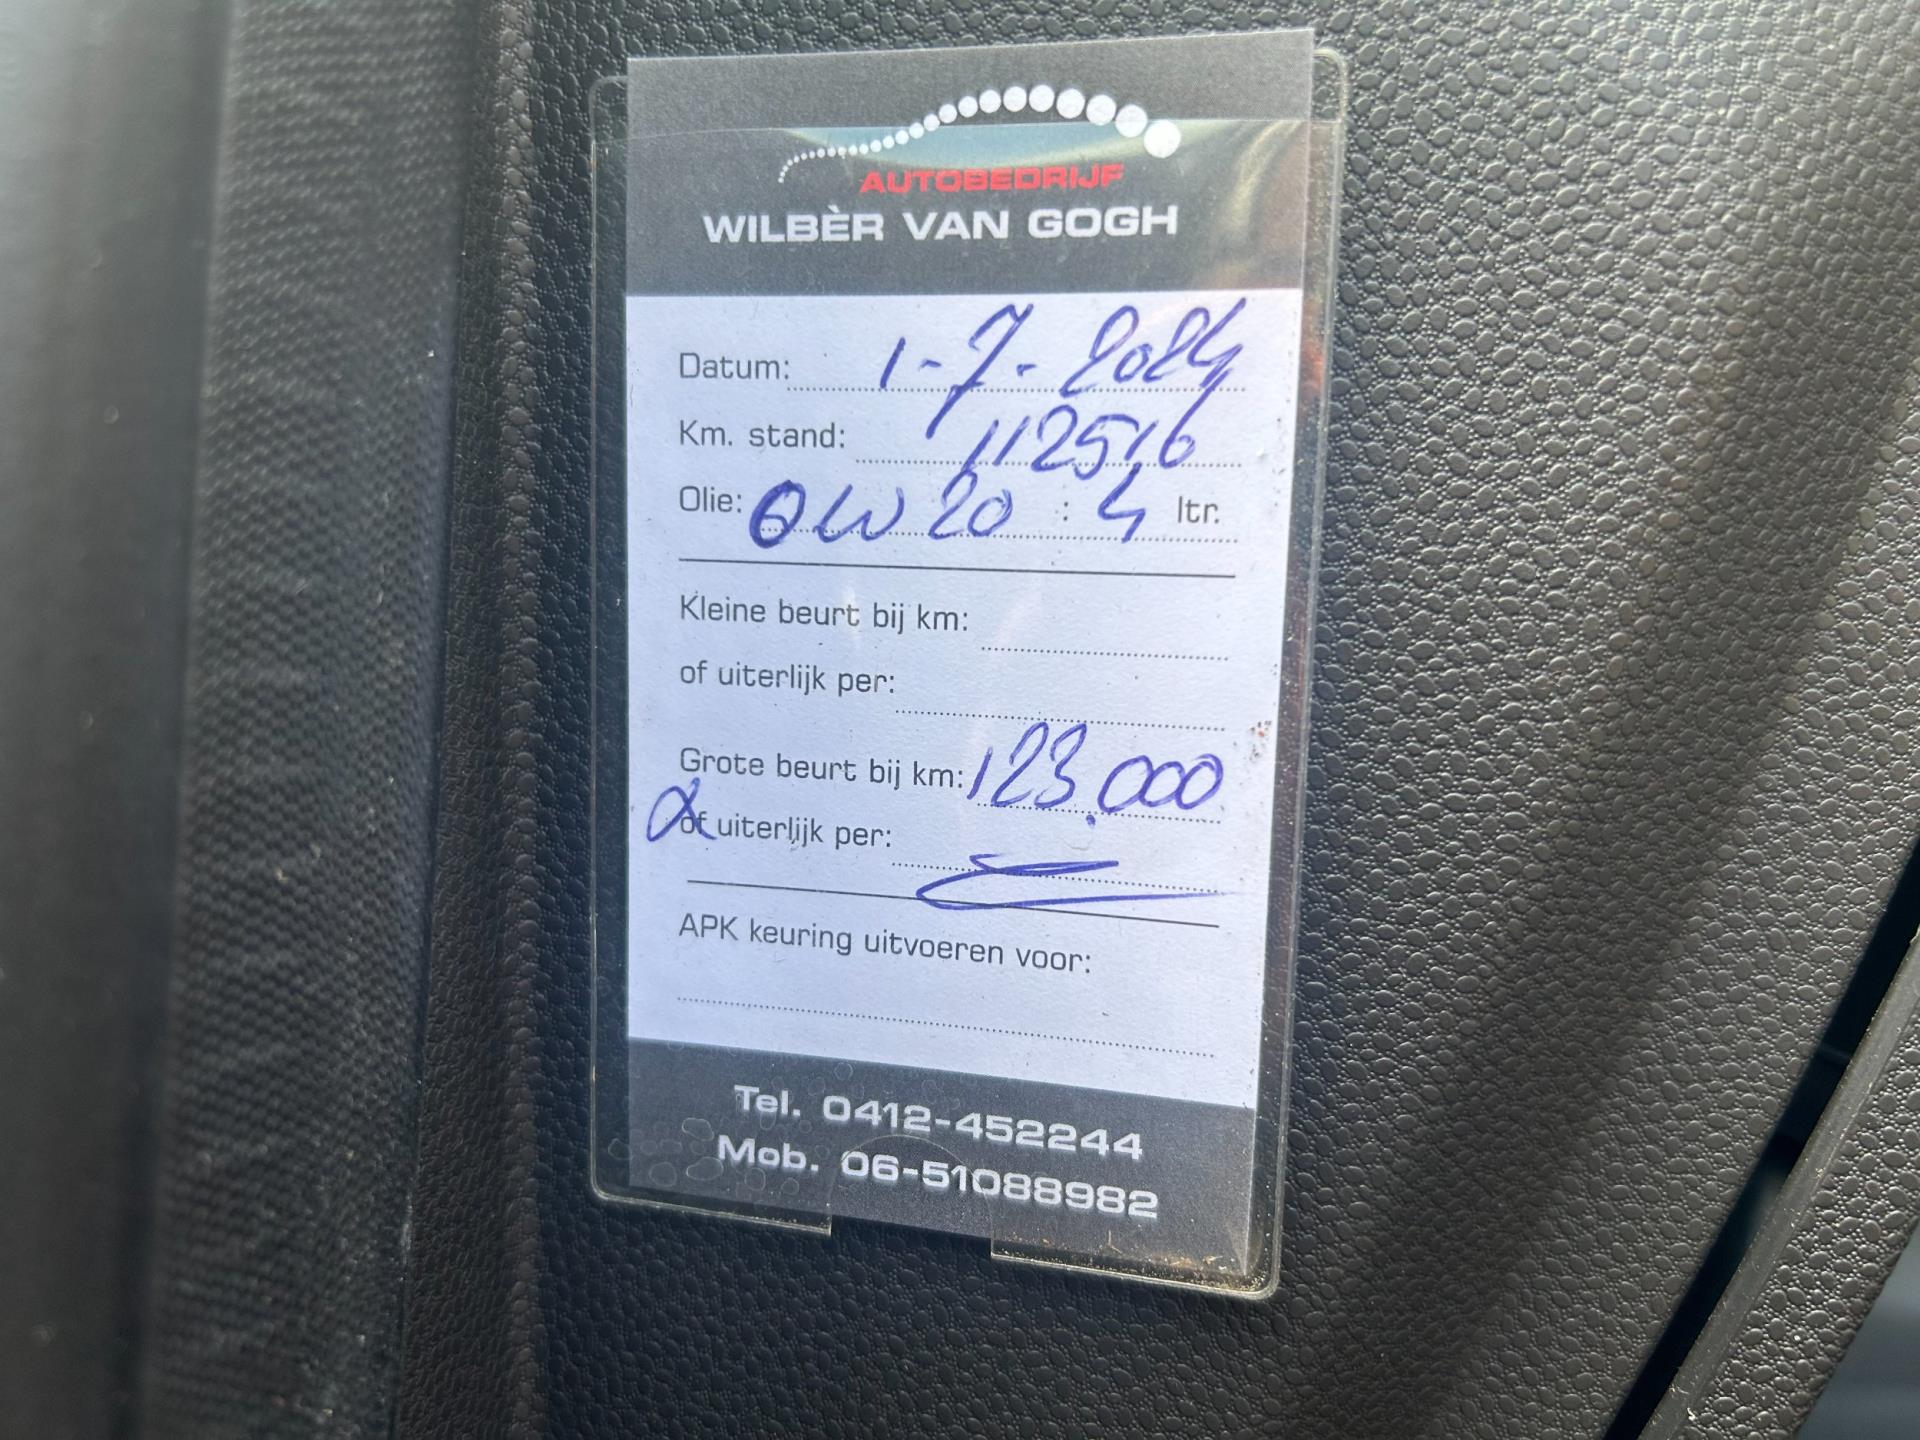 AUTOBEDRIJF
WILBÈR VAN GOGH
Datum: 1-7-2024
Km. stand: 112516
Olie: 0W20 : 4 ltr.
Kleine beurt bij km:
of uiterlijk per:
Grote beurt bij km: 123.000
of uiterlijk per:
APK keuring uitvoeren voor:
Tel. 0412-452244
Mob. 06-51088982